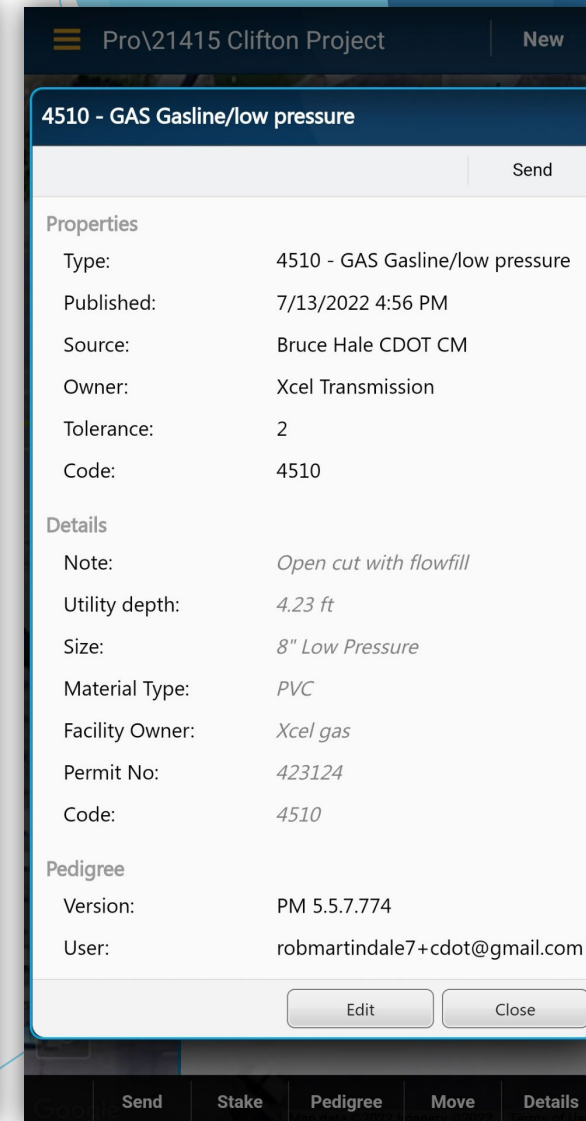 Pro\21415 Clifton Project New
4510 - GAS Gasline/low pressure
Send
Properties
Type: 4510 - GAS Gasline/low pressure
Published: 7/13/2022 4:56 PM
Source: Bruce Hale CDOT CM
Owner: Xcel Transmission
Tolerance: 2
Code: 4510
Details
Note: Open cut with flowfill
Utility depth: 4.23 ft
Size: 8" Low Pressure
Material Type: PVC
Facility Owner: Xcel gas
Permit No: 423124
Code: 4510
Pedigree
Version: PM 5.5.7.774
User: robmartindale7+cdot@gmail.com
Edit Close
Send Stake Pedigree Move Details